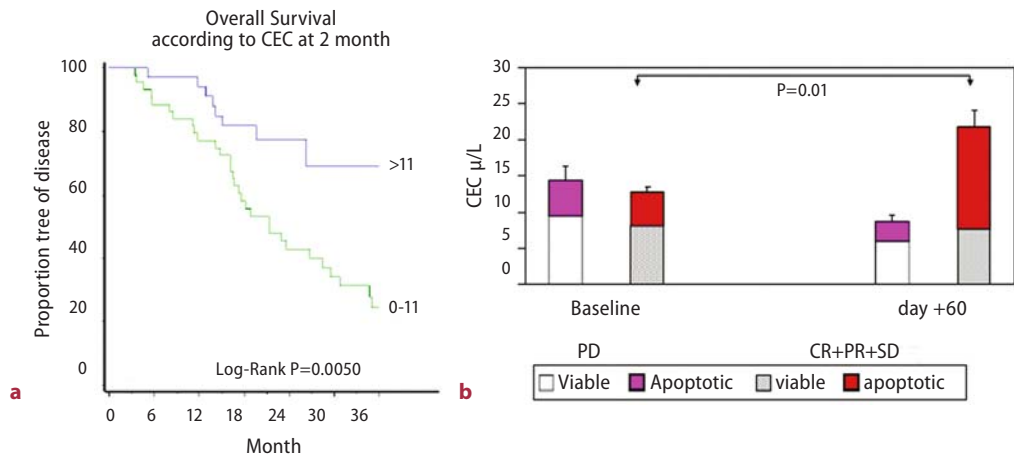 Overall Survival
according to CEC at 2 month
Proportion tree of disease
100
80
60
40
20
0
>11
0-11
Log-Rank P=0.0050
0 6 12 18 24 30 36
Month
a
30
25
20
15
10
5
0
CEC µ/L
P=0.01
Baseline day +60
PD CR+PR+SD
Viable Apoptotic viable apoptotic
b